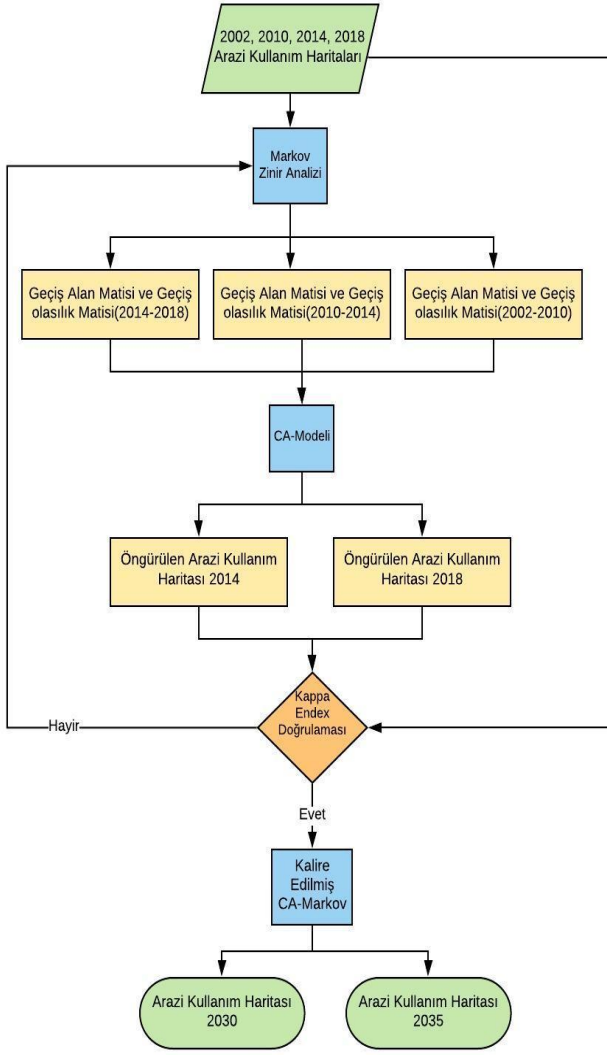 2002, 2010, 2014, 2018
Arazi Kullanım Haritaları
Markov
Zinir Analizi
Geçiş Alan Matisi ve Geçiş
olasılık Matisi(2014-2018)
Geçiş Alan Matisi ve Geçiş
olasılık Matisi(2010-2014)
Geçiş Alan Matisi ve Geçiş
olasılık Matisi(2002-2010)
CA-Modeli
Öngürülen Arazi Kullanım
Haritası 2014
Öngürülen Arazi Kullanım
Haritası 2018
Kappa
Endex
Doğrulaması
Hayir
Evet
Kalire
Edilmiş
CA-Markov
Arazi Kullanım Haritası
2030
Arazi Kullanım Haritası
2035